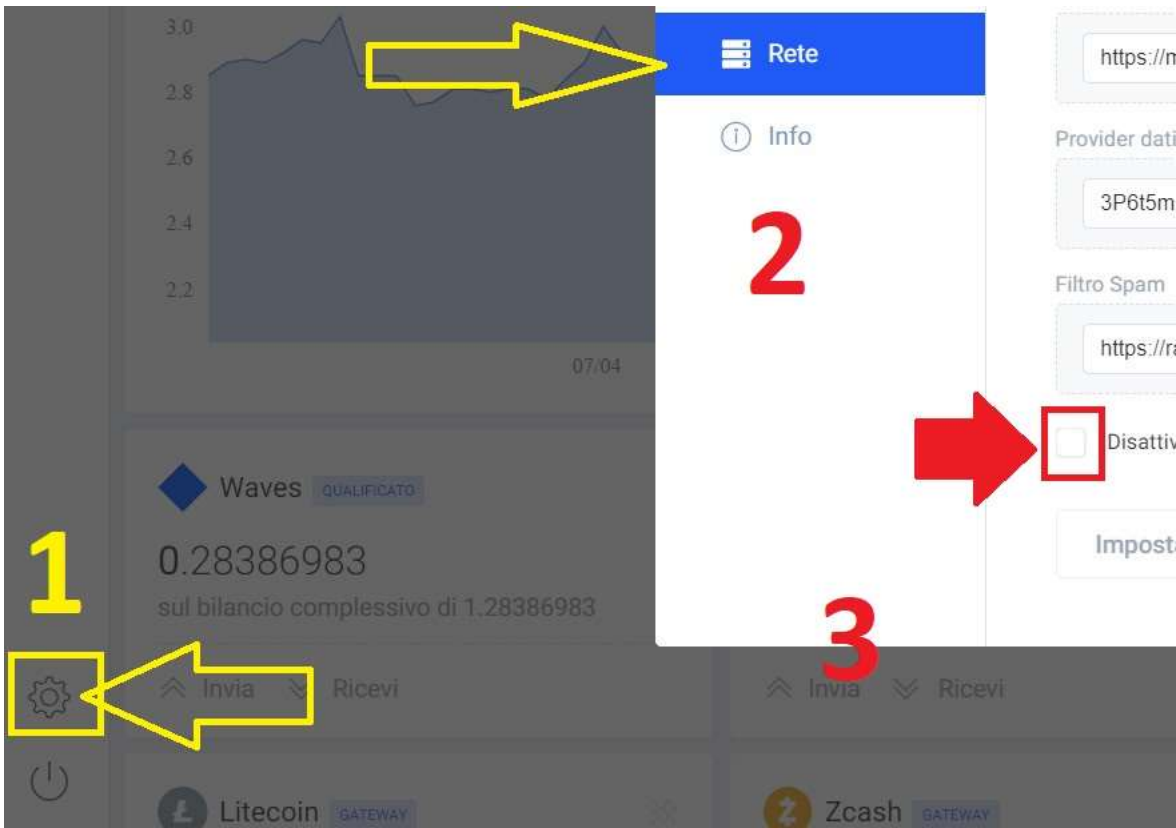 3.0
2.8
2.6
2.4
2.2
07/04
Rete
Info
2
https://m
Provider dati
3P6t5m
Filtro Spam
https://ra
Disattiv
Imposta
Waves QUALIFICATO
0.28386983
sul bilancio complessivo di 1.28386983
1
3
Invia Ricevi
Invia Ricevi
Litecoin GATEWAY
Zcash GATEWAY